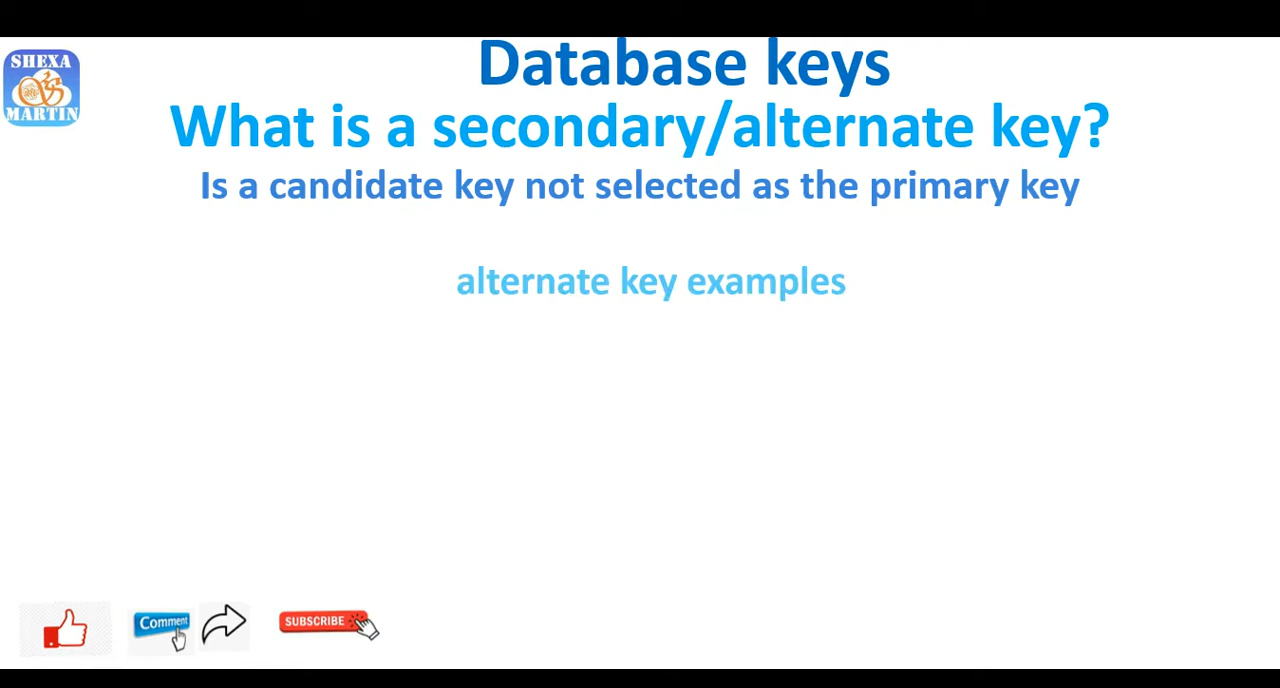 SHEXA
MARTIN
Database keys
What is a secondary/alternate key?
Is a candidate key not selected as the primary key
alternate key examples
Comment
SUBSCRIBE